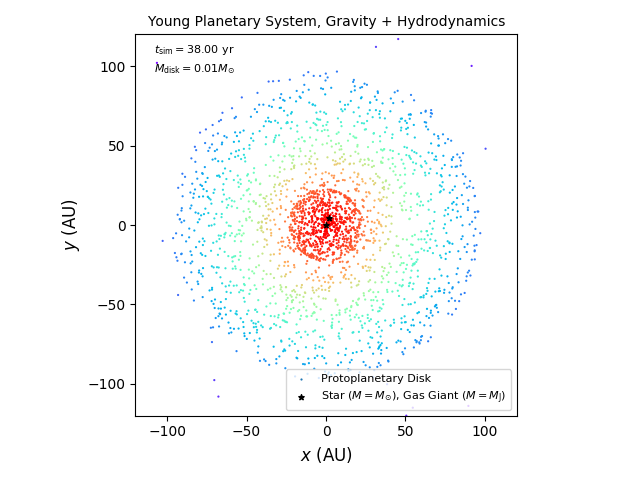 Young Planetary System, Gravity + Hydrodynamics
t_sim = 38.00 yr
M_disk = 0.01M_⊙
100
50
0
−50
−100
y (AU)
Protoplanetary Disk
Star (M = M_⊙), Gas Giant (M = M_J)
−100 −50 0 50 100
x (AU)